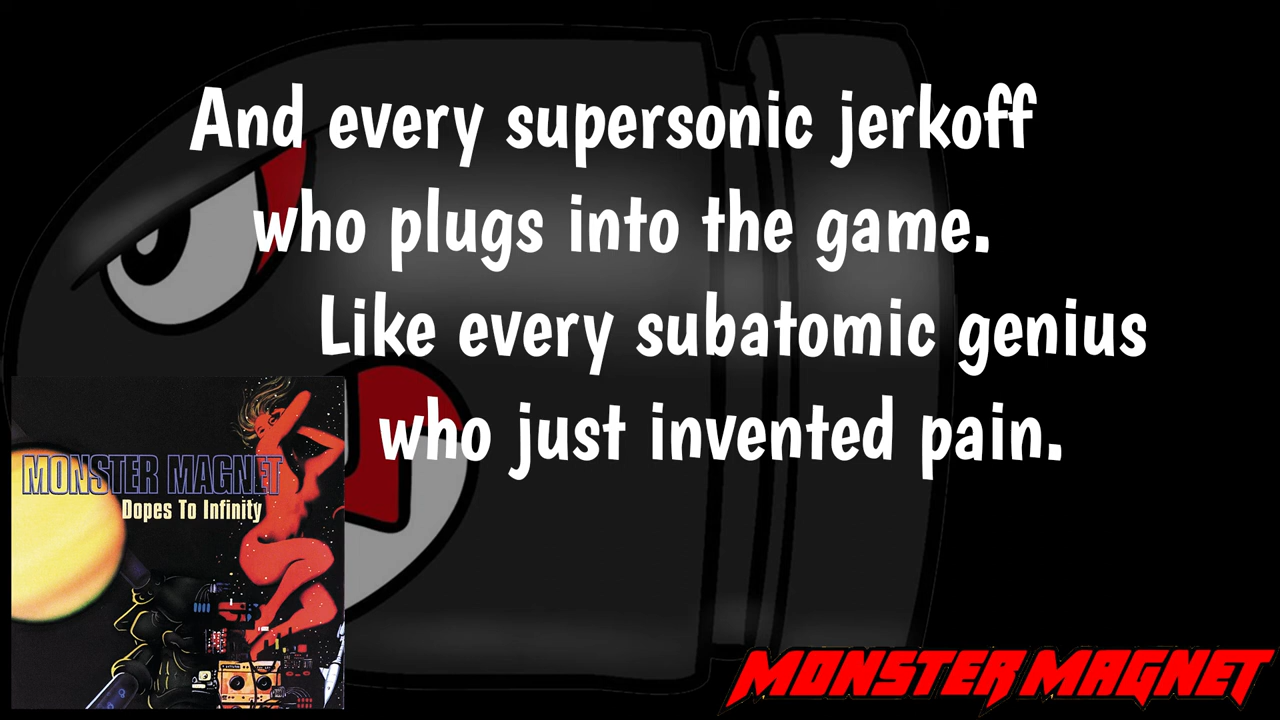 And every supersonic jerkoff
who plugs into the game.
Like every subatomic genius
who just invented pain.
MONSTER MAGNET
Dopes To Infinity
MONSTER MAGNET